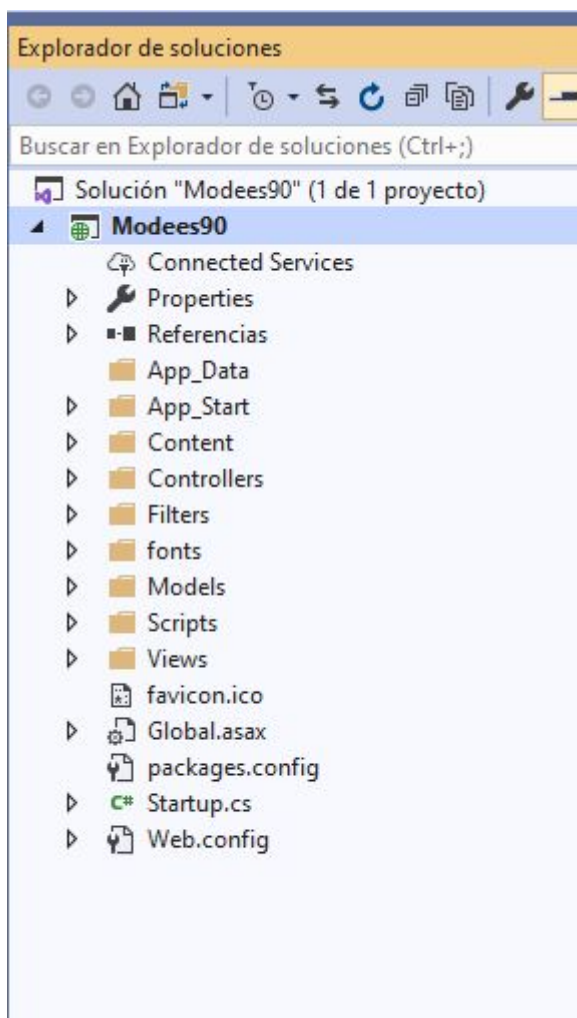 Explorador de soluciones
Buscar en Explorador de soluciones (Ctrl+;)
Solución "Modees90" (1 de 1 proyecto)
Modees90
Connected Services
Properties
Referencias
App_Data
App_Start
Content
Controllers
Filters
fonts
Models
Scripts
Views
favicon.ico
Global.asax
packages.config
C# Startup.cs
Web.config